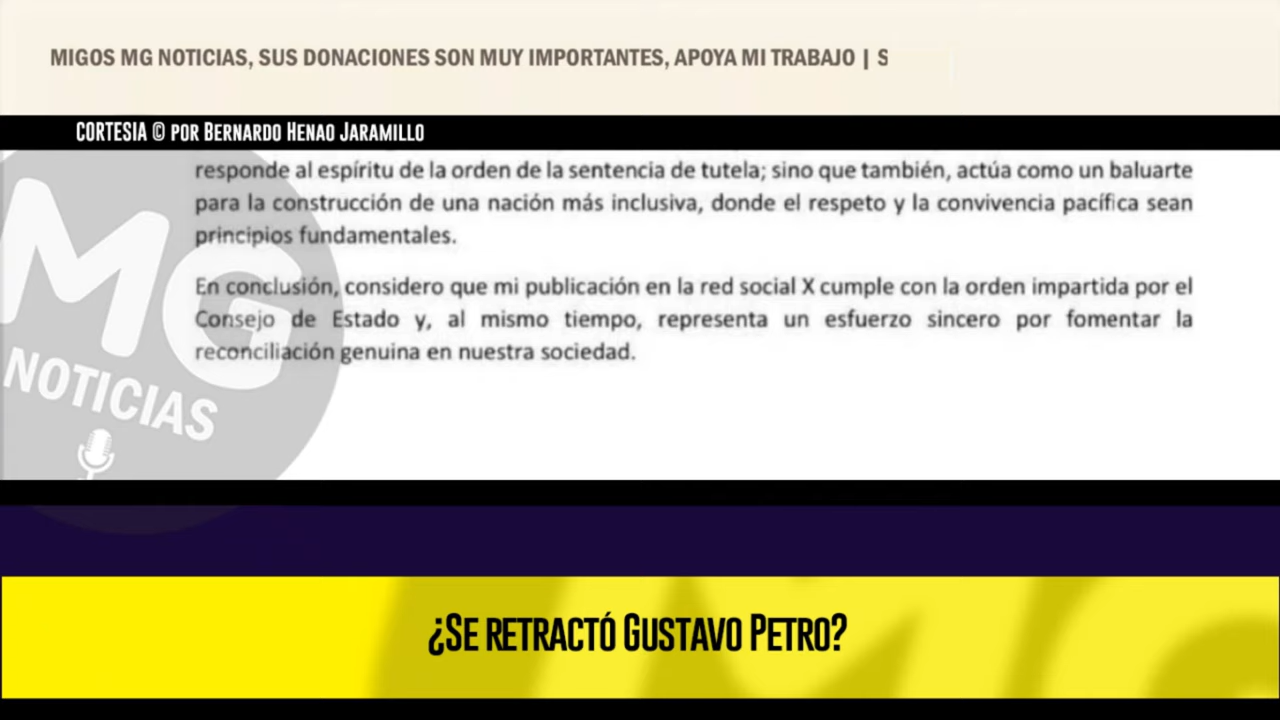 MIGOS MG NOTICIAS, SUS DONACIONES SON MUY IMPORTANTES, APOYA MI TRABAJO | S
CORTESIA © POR BERNARDO HENAO JARAMILLO
responde al espíritu de la orden de la sentencia de tutela; sino que también, actúa como un baluarte
para la construcción de una nación más inclusiva, donde el respeto y la convivencia pacífica sean
principios fundamentales.
En conclusión, considero que mi publicación en la red social X cumple con la orden impartida por el
Consejo de Estado y, al mismo tiempo, representa un esfuerzo sincero por fomentar la
reconciliación genuina en nuestra sociedad.
MG
NOTICIAS
¿SE RETRACTÓ GUSTAVO PETRO?